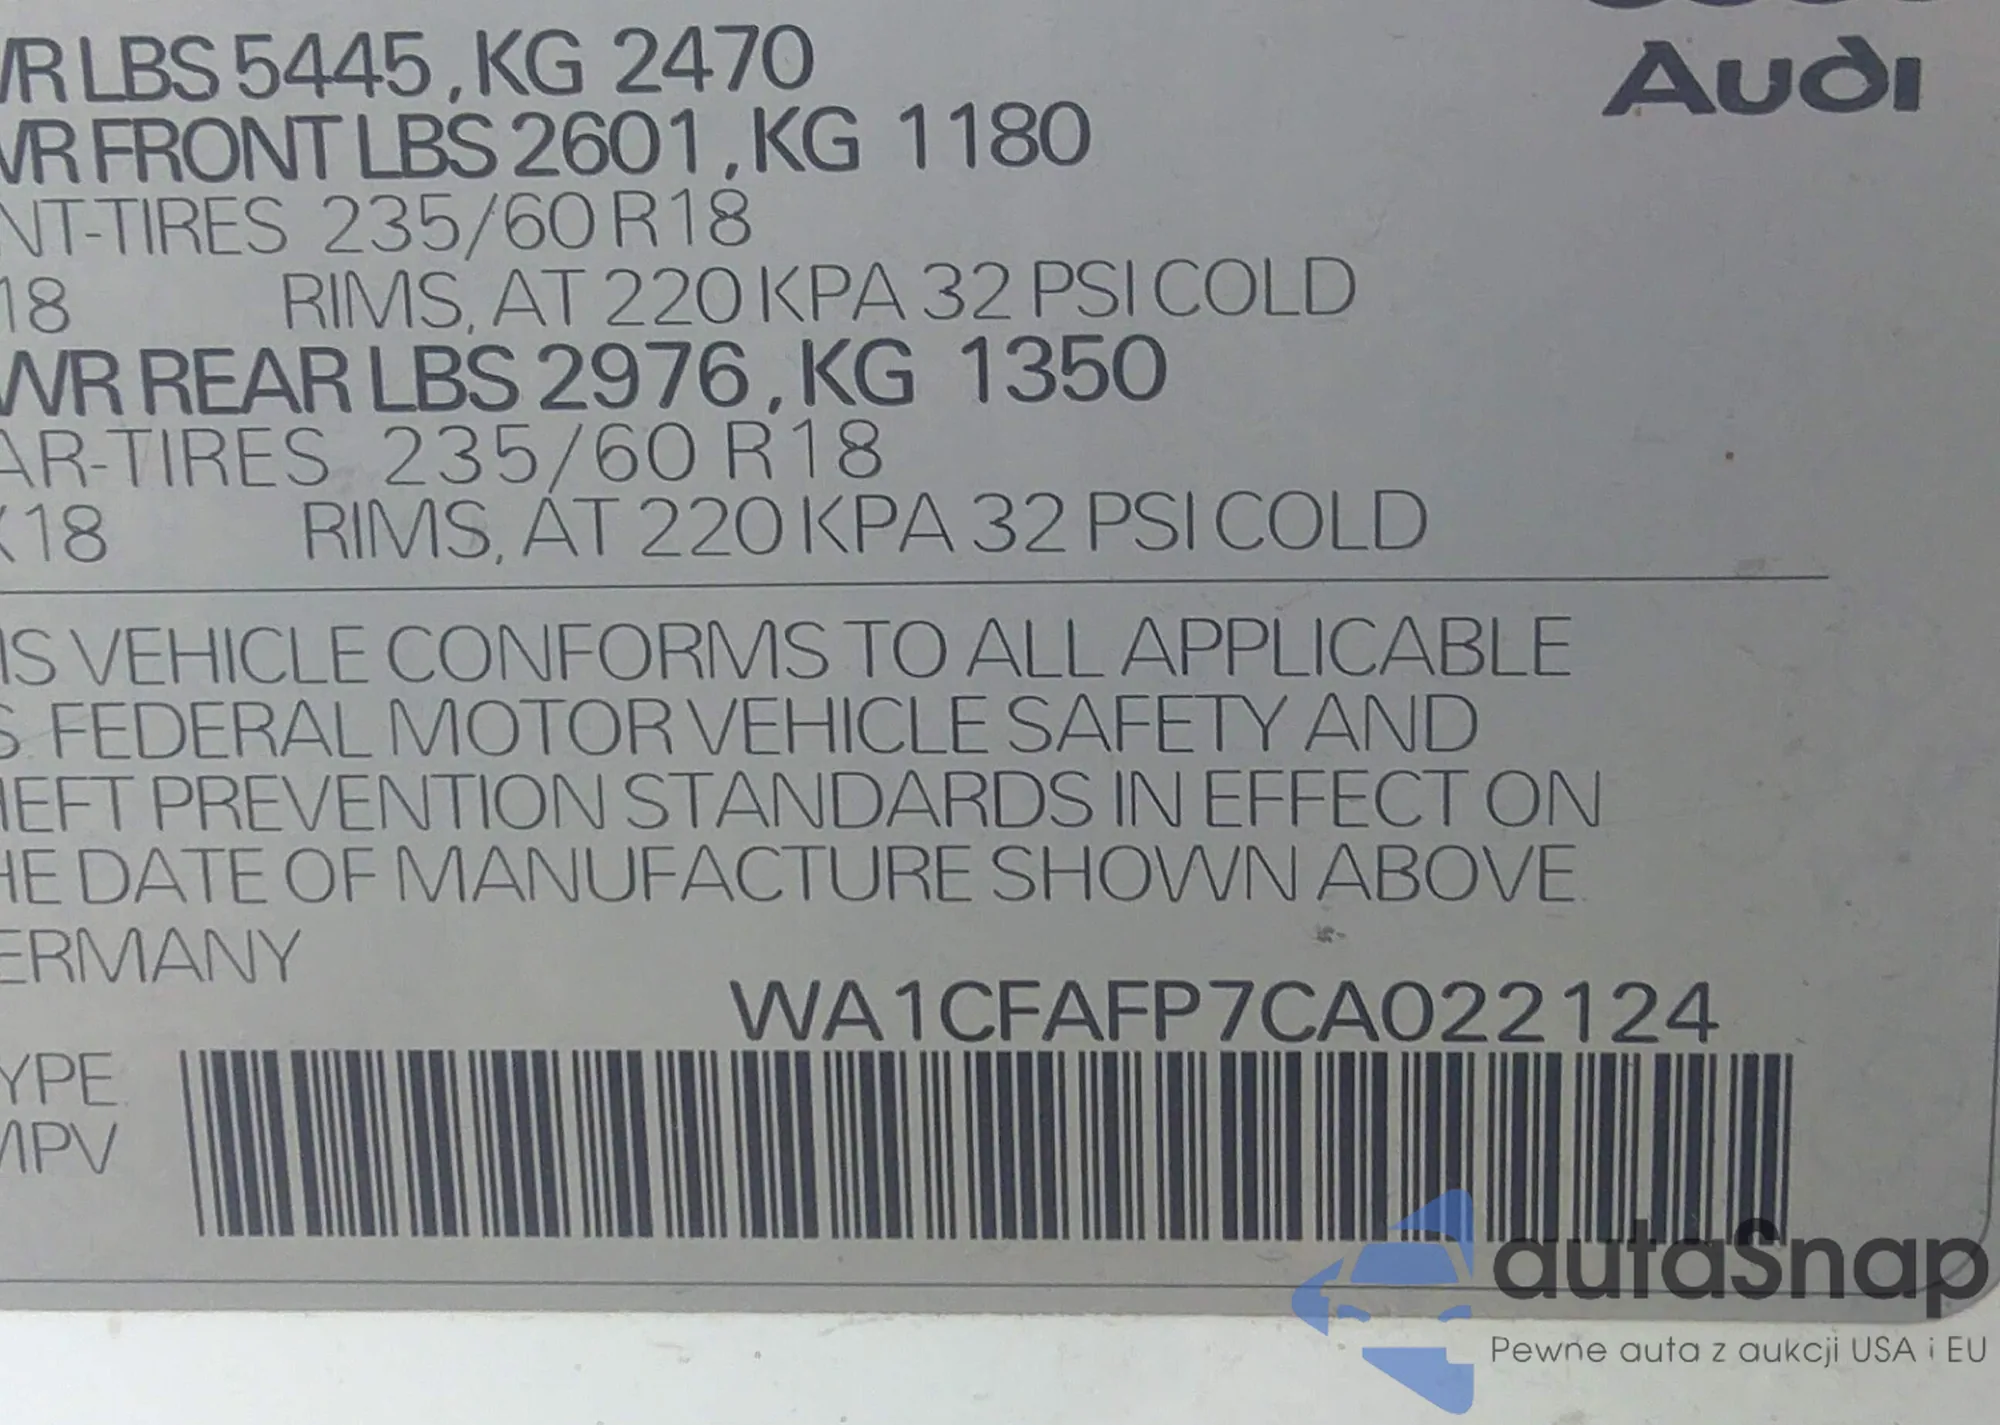 Audi
VR LBS 5445, KG 2470
VR FRONT LBS 2601, KG 1180
NT-TIRES 235/60 R18
18 RIMS, AT 220 KPA 32 PSI COLD
WR REAR LBS 2976, KG 1350
AR-TIRES 235/60 R18
X18 RIMS, AT 220 KPA 32 PSI COLD
IS VEHICLE CONFORMS TO ALL APPLICABLE
S. FEDERAL MOTOR VEHICLE SAFETY AND
HEFT PREVENTION STANDARDS IN EFFECT ON
HE DATE OF MANUFACTURE SHOWN ABOVE.
ERMANY
WA1CFAFP7CA022124
YPE
MPV
autaSnap
Pewne auta z aukcji USA i EU